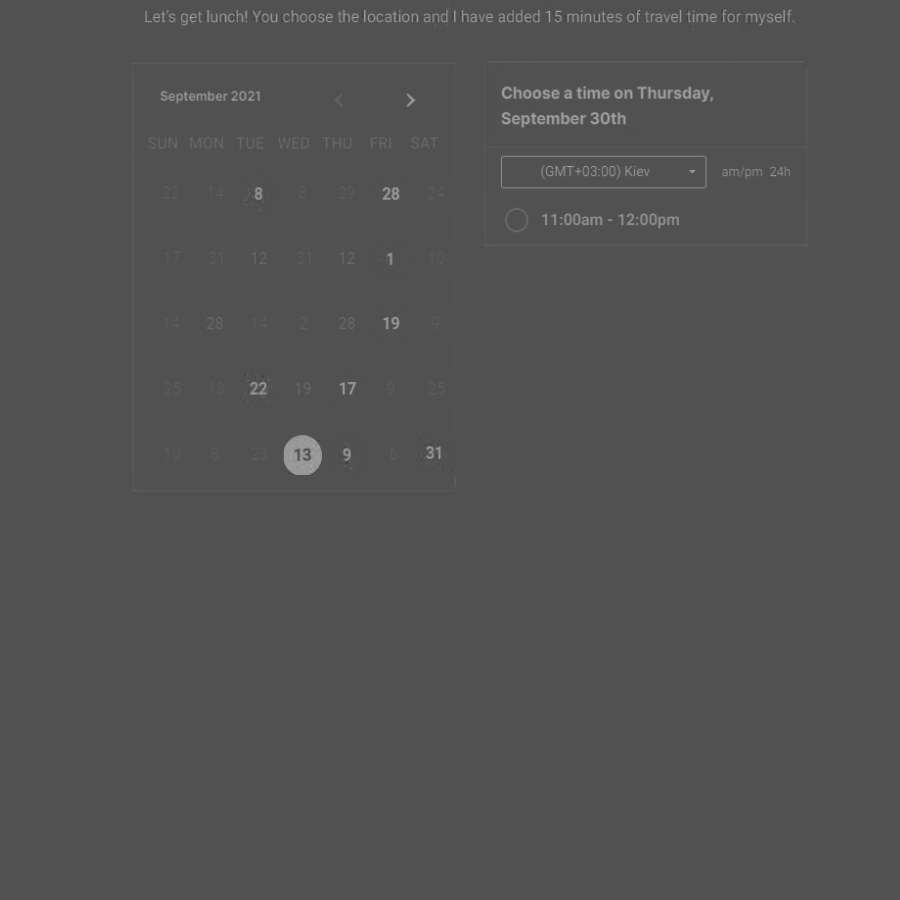 Let's get lunch! You choose the location and I have added 15 minutes of travel time for myself.
September 2021
SUN MON TUE WED THU FRI SAT
22 14 8 8 29 28 24
17 31 12 31 12 1 10
14 28 14 2 28 19 9
25 18 22 19 17 9 25
10 8 23 13 9 6 31
Choose a time on Thursday,
September 30th
(GMT+03:00) Kiev am/pm 24h
11:00am - 12:00pm